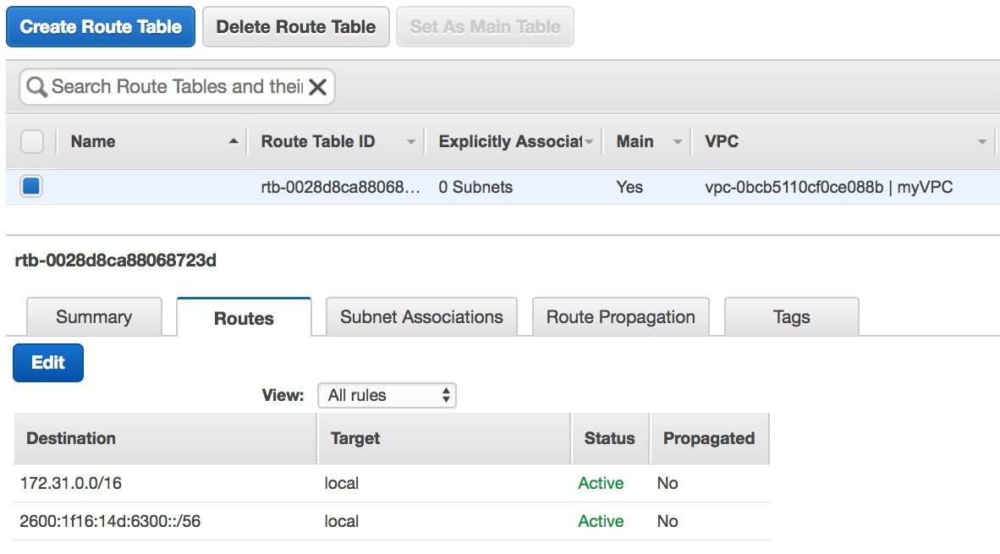 Create Route Table Delete Route Table Set As Main Table
Search Route Tables and thei
Name Route Table ID Explicitly Associat Main VPC
rtb-0028d8ca88068... 0 Subnets Yes vpc-0bcb5110cf0ce088b | myVPC
rtb-0028d8ca88068723d
Summary Routes Subnet Associations Route Propagation Tags
Edit
View: All rules
Destination Target Status Propagated
172.31.0.0/16 local Active No
2600:1f16:14d:6300::/56 local Active No